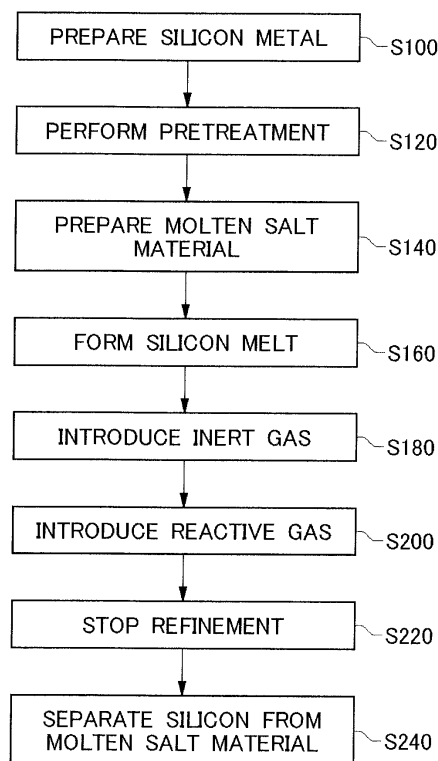 PREPARE SILICON METAL
S100
PERFORM PRETREATMENT
S120
PREPARE MOLTEN SALT
MATERIAL
S140
FORM SILICON MELT
S160
INTRODUCE INERT GAS
S180
INTRODUCE REACTIVE GAS
S200
STOP REFINEMENT
S220
SEPARATE SILICON FROM
MOLTEN SALT MATERIAL
S240